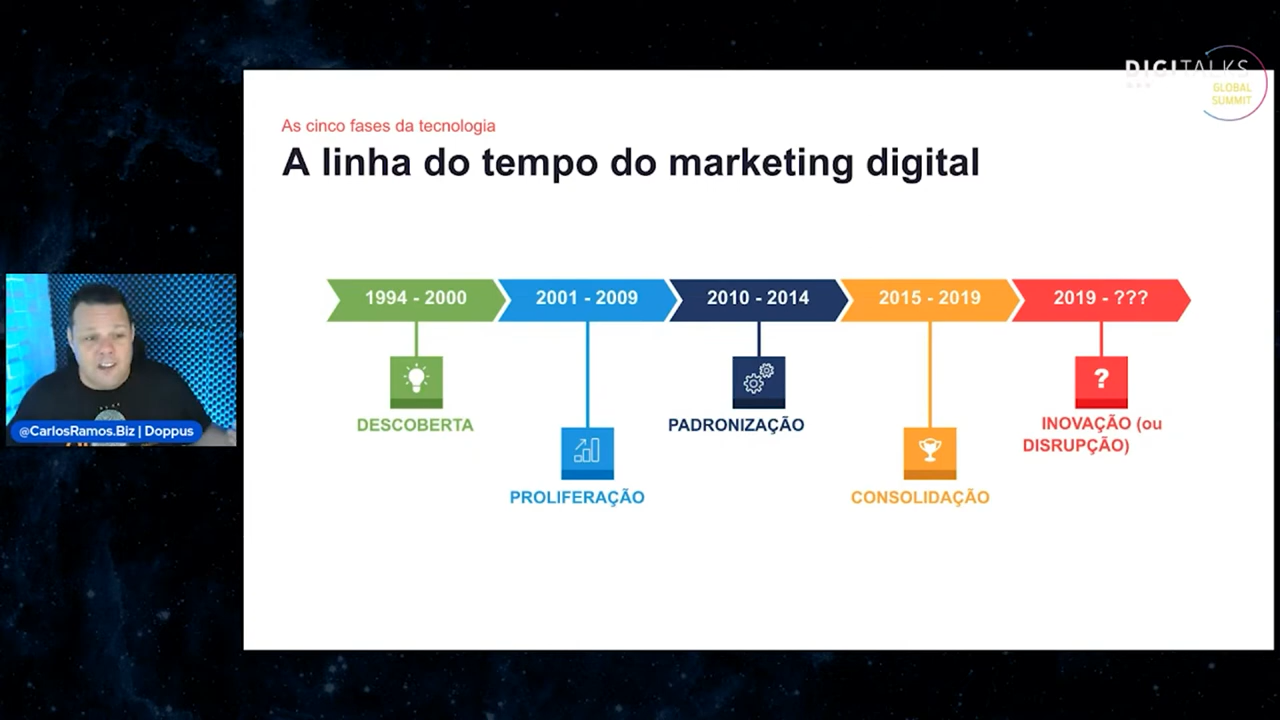 DIGITALKS
GLOBAL
SUMMIT
As cinco fases da tecnologia
A linha do tempo do marketing digital
1994 - 2000
2001 - 2009
2010 - 2014
2015 - 2019
2019 - ???
?
DESCOBERTA
PADRONIZAÇÃO
INOVAÇÃO (ou
DISRUPÇÃO)
PROLIFERAÇÃO
CONSOLIDAÇÃO
@CarlosRamos.Biz | Doppus